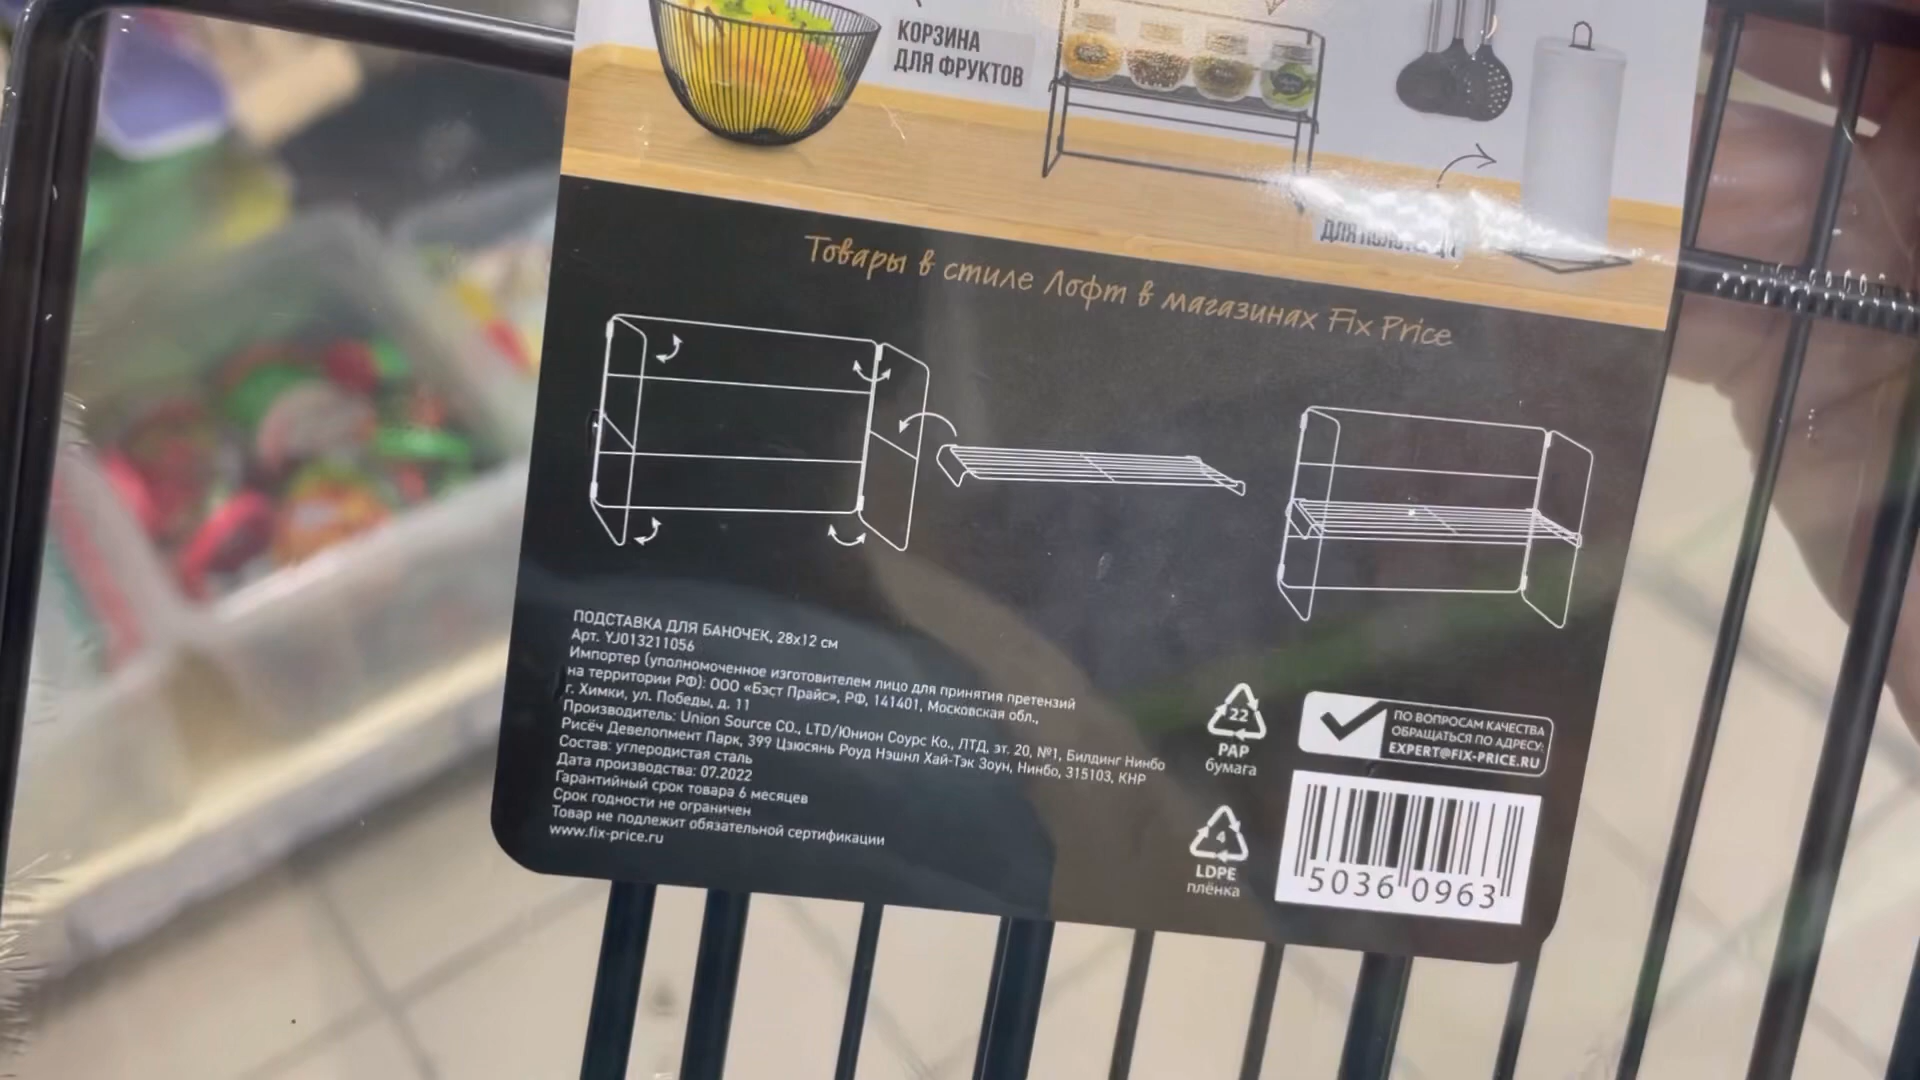 КОРЗИНА
ДЛЯ ФРУКТОВ
ДЛЯ
Товары в стиле Лофт в магазинах Fix Price
ПОДСТАВКА ДЛЯ БАНОЧЕК, 28x12 см
Арт. YJ013211056
Импортер (уполномоченное изготовителем лицо для принятия претензий
на территории РФ): ООО «Бэст Прайс», РФ, 141401, Московская обл.,
г. Химки, ул. Победы, д. 11
Производитель: Union Source CO., LTD/Юнион Соурс Ко., ЛТД, эт. 20, №1, Билдинг Нинбо
Рисёч Девелопмент Парк, 399 Цзюсянь Роуд Нэшнл Хай-Тэк Зоун, Нинбо, 315103, КНР
Состав: углеродистая сталь
Дата производства: 07.2022
Гарантийный срок товара 6 месяцев
Срок годности не ограничен
Товар не подлежит обязательной сертификации
www.fix-price.ru
22
PAP
бумага
4
LDPE
плёнка
ПО ВОПРОСАМ КАЧЕСТВА
ОБРАЩАТЬСЯ ПО АДРЕСУ:
EXPERT@FIX-PRICE.RU
5036 0963